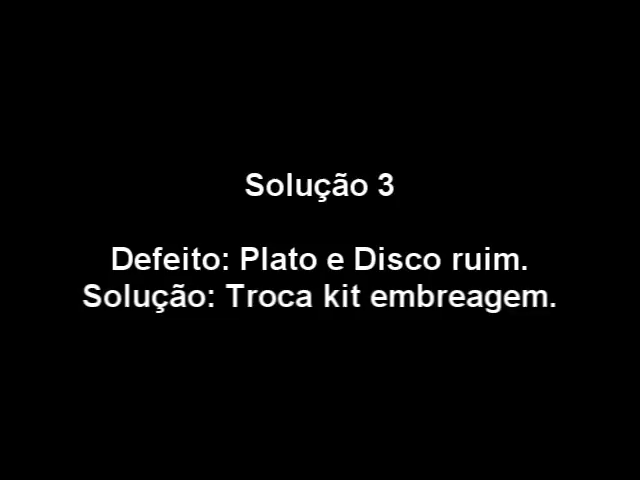 Solução 3
Defeito: Plato e Disco ruim.
Solução: Troca kit embreagem.